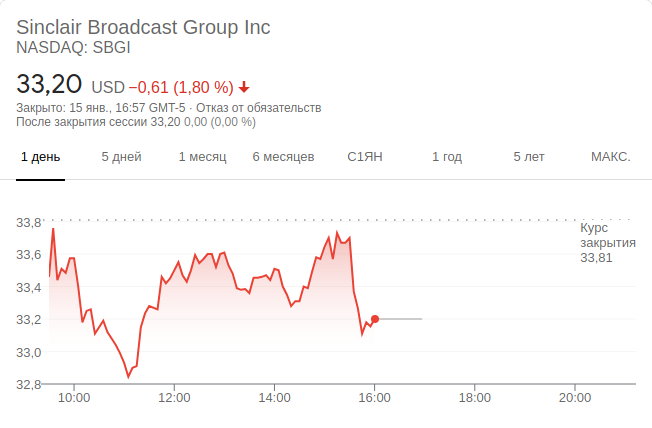 Sinclair Broadcast Group Inc
NASDAQ: SBGI
33,20 USD −0,61 (1,80 %)
Закрыто: 15 янв., 16:57 GMT-5 · Отказ от обязательств
После закрытия сессии 33,20 0,00 (0,00 %)
1 день 5 дней 1 месяц 6 месяцев С1ЯН 1 год 5 лет МАКС.
33,8
Курс
закрытия
33,81
33,6
33,4
33,2
33,0
32,8
10:00 12:00 14:00 16:00 18:00 20:00